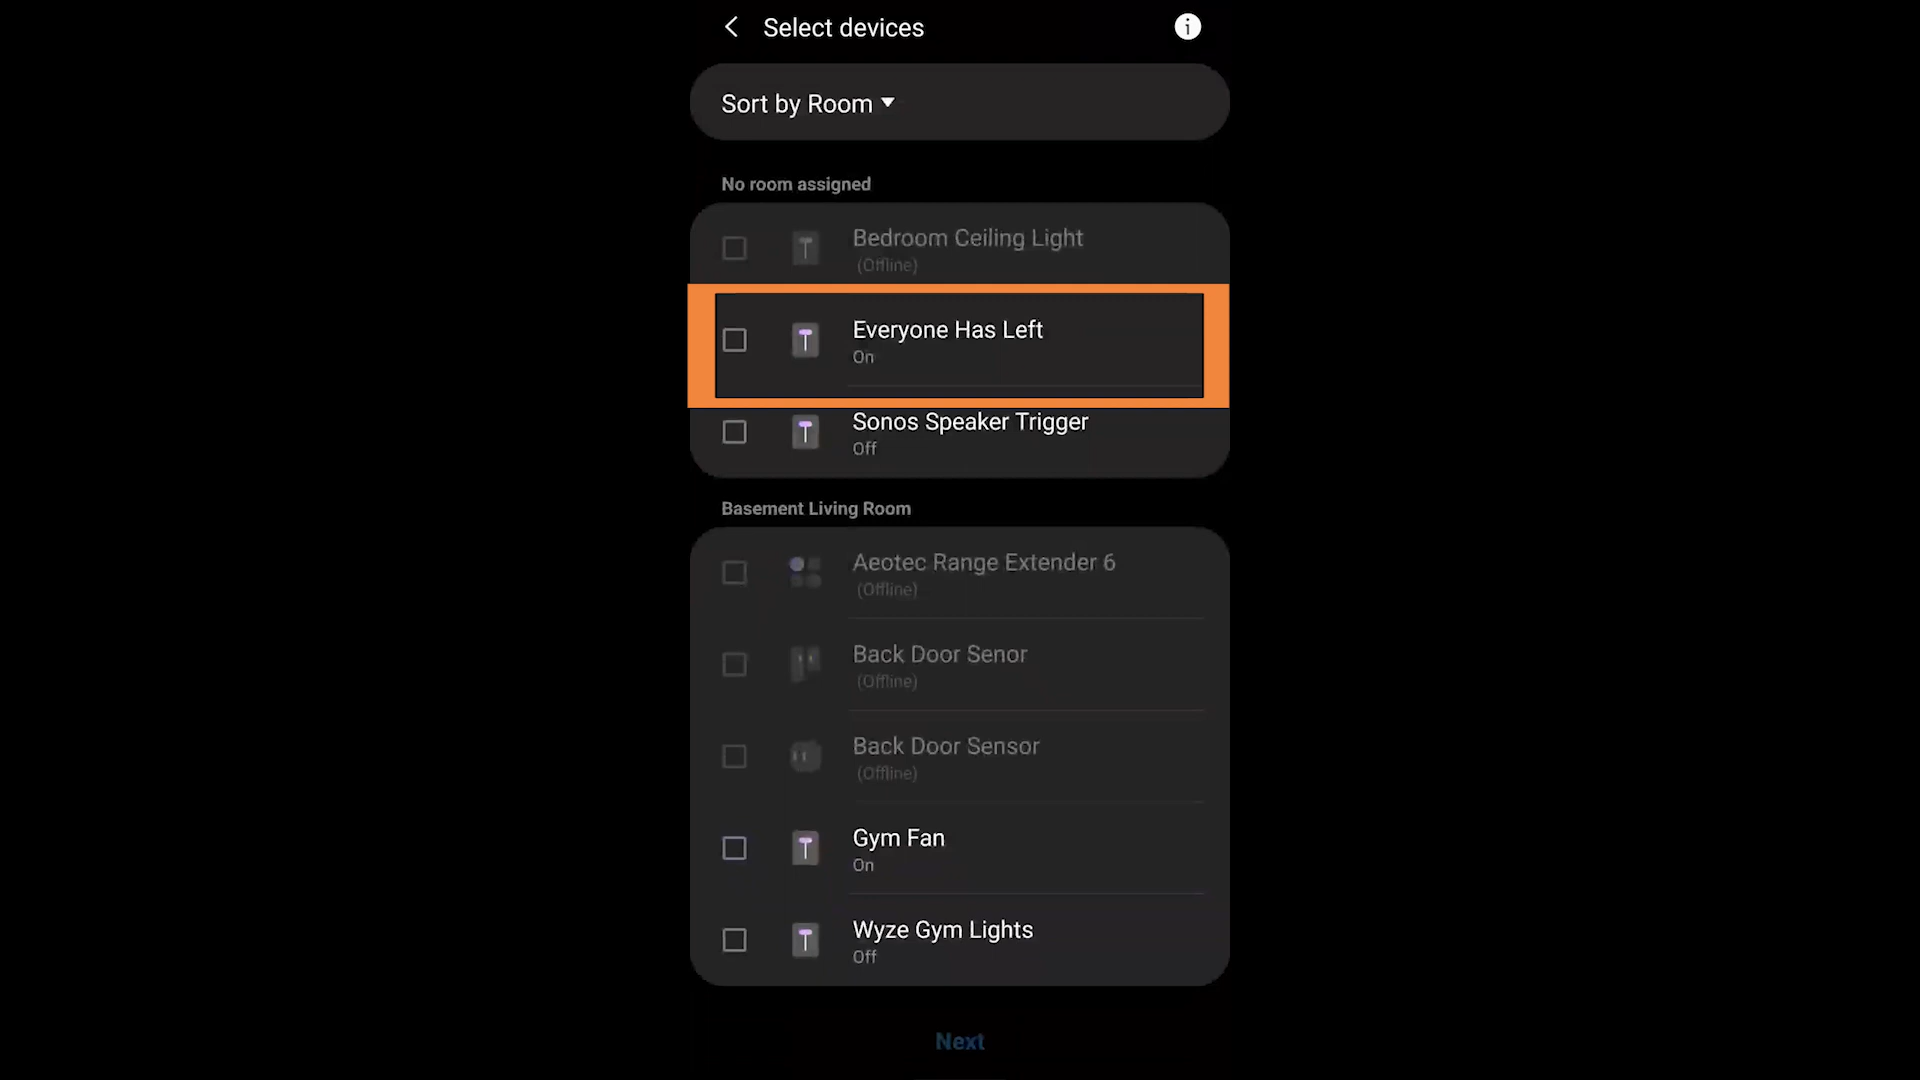 Select devices
Sort by Room
No room assigned
Bedroom Ceiling Light
(Offline)
Everyone Has Left
On
Sonos Speaker Trigger
Off
Basement Living Room
Aeotec Range Extender 6
(Offline)
Back Door Senor
(Offline)
Back Door Sensor
(Offline)
Gym Fan
On
Wyze Gym Lights
Off
Next